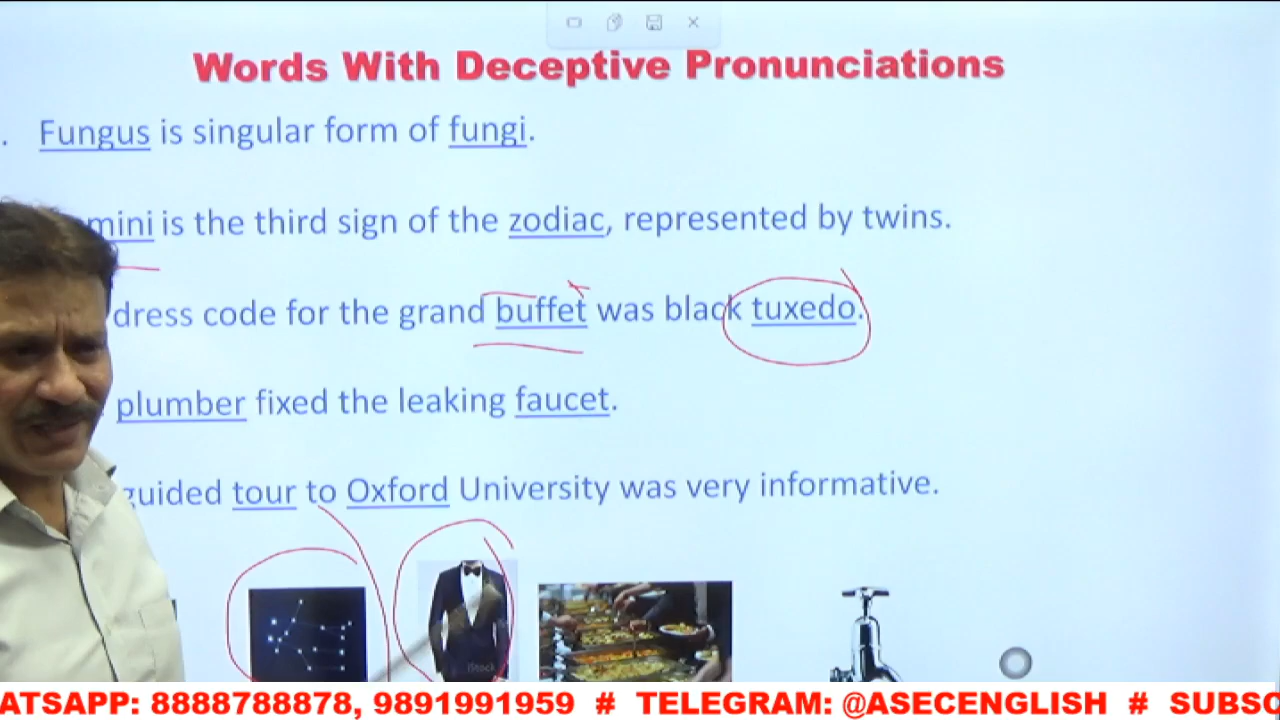 Words With Deceptive Pronunciations
. Fungus is singular form of fungi.
mini is the third sign of the zodiac, represented by twins.
dress code for the grand buffet was black tuxedo.
plumber fixed the leaking faucet.
guided tour to Oxford University was very informative.
iStock
ATSAPP: 8888788878, 9891991959 # TELEGRAM: @ASECENGLISH # SUBSC